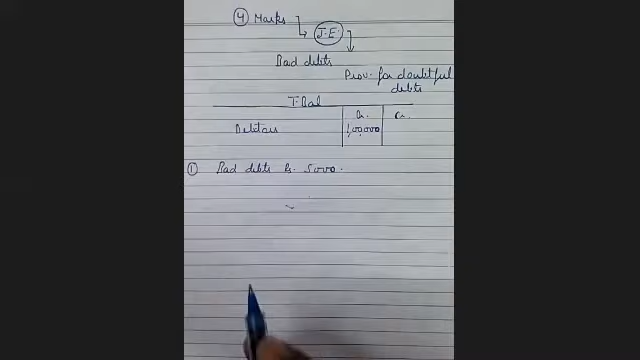 ④ Marks
J.E.
Bad debts
Prov. for doubtful
debts
T. Bal
Dr. Cr.
Debtors 1,00,000
① Bad debts Rs. 5000.